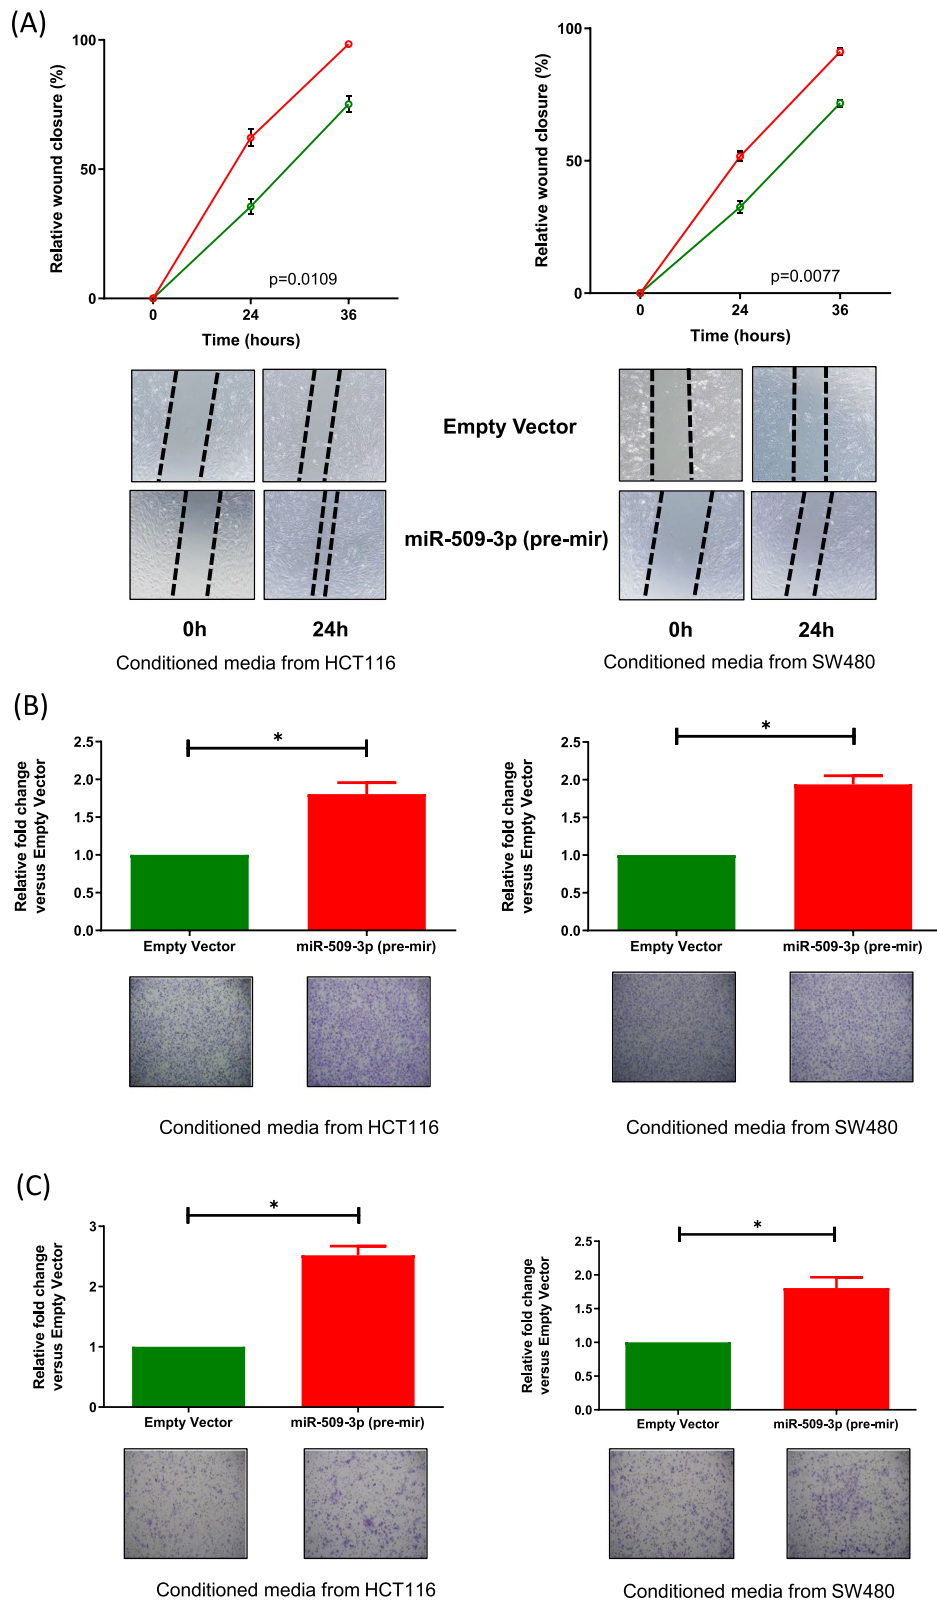 (A)
Relative wound closure (%)
100
50
0
p=0.0109
0 24 36
Time (hours)
Relative wound closure (%)
100
50
0
p=0.0077
0 24 36
Time (hours)
Empty Vector
miR-509-3p (pre-mir)
0h 24h
Conditioned media from HCT116
0h 24h
Conditioned media from SW480
(B)
Relative fold change
versus Empty Vector
2.5
2.0
1.5
1.0
0.5
0.0
*
Empty Vector miR-509-3p (pre-mir)
Conditioned media from HCT116
Relative fold change
versus Empty Vector
2.5
2.0
1.5
1.0
0.5
0.0
*
Empty Vector miR-509-3p (pre-mir)
Conditioned media from SW480
(C)
Relative fold change
versus Empty Vector
3
2
1
0
*
Empty Vector miR-509-3p (pre-mir)
Conditioned media from HCT116
Relative fold change
versus Empty Vector
2.5
2.0
1.5
1.0
0.5
0.0
*
Empty Vector miR-509-3p (pre-mir)
Conditioned media from SW480